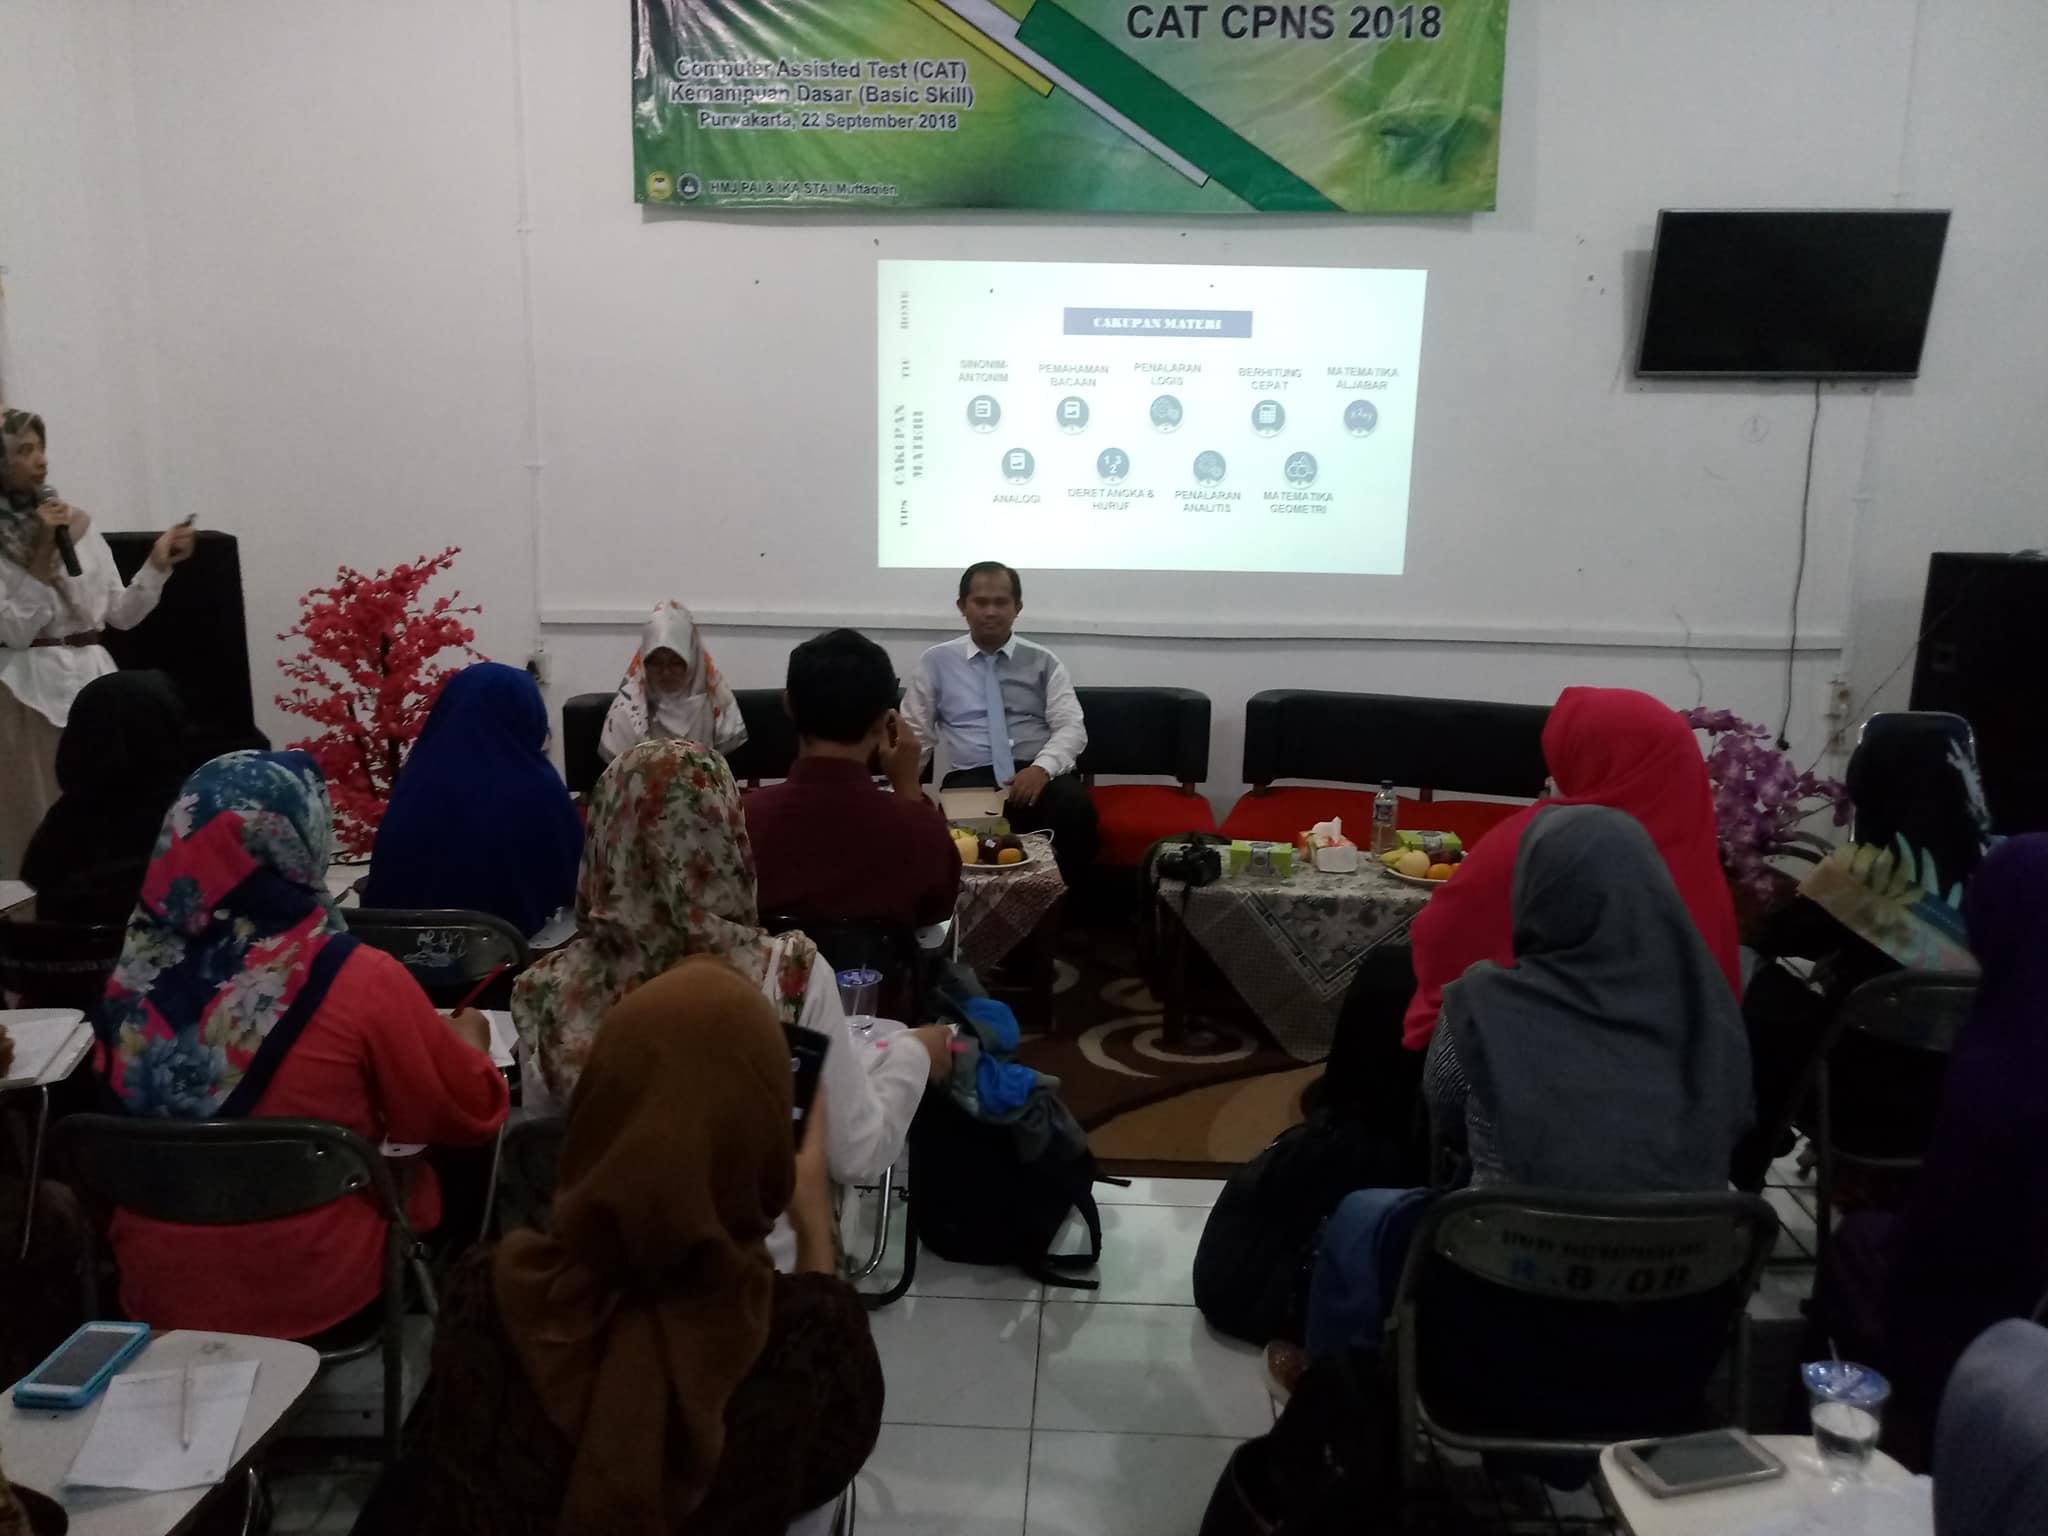 CAT CPNS 2018
Computer Assisted Test (CAT)
Kemampuan Dasar (Basic Skill)
Purwakarta, 22 September 2018
HMJ PAI & IKA STAI Muttaqien
HOME
TIU
CAKUPAN
MATERI
TIPS
CAKUPAN MATERI
SINONIM-
ANTONIM
PEMAHAMAN
BACAAN
PENALARAN
LOGIS
BERHITUNG
CEPAT
MATEMATIKA
ALJABAR
ANALOGI
DERET ANGKA &
HURUF
PENALARAN
ANALITIS
MATEMATIKA
GEOMETRI